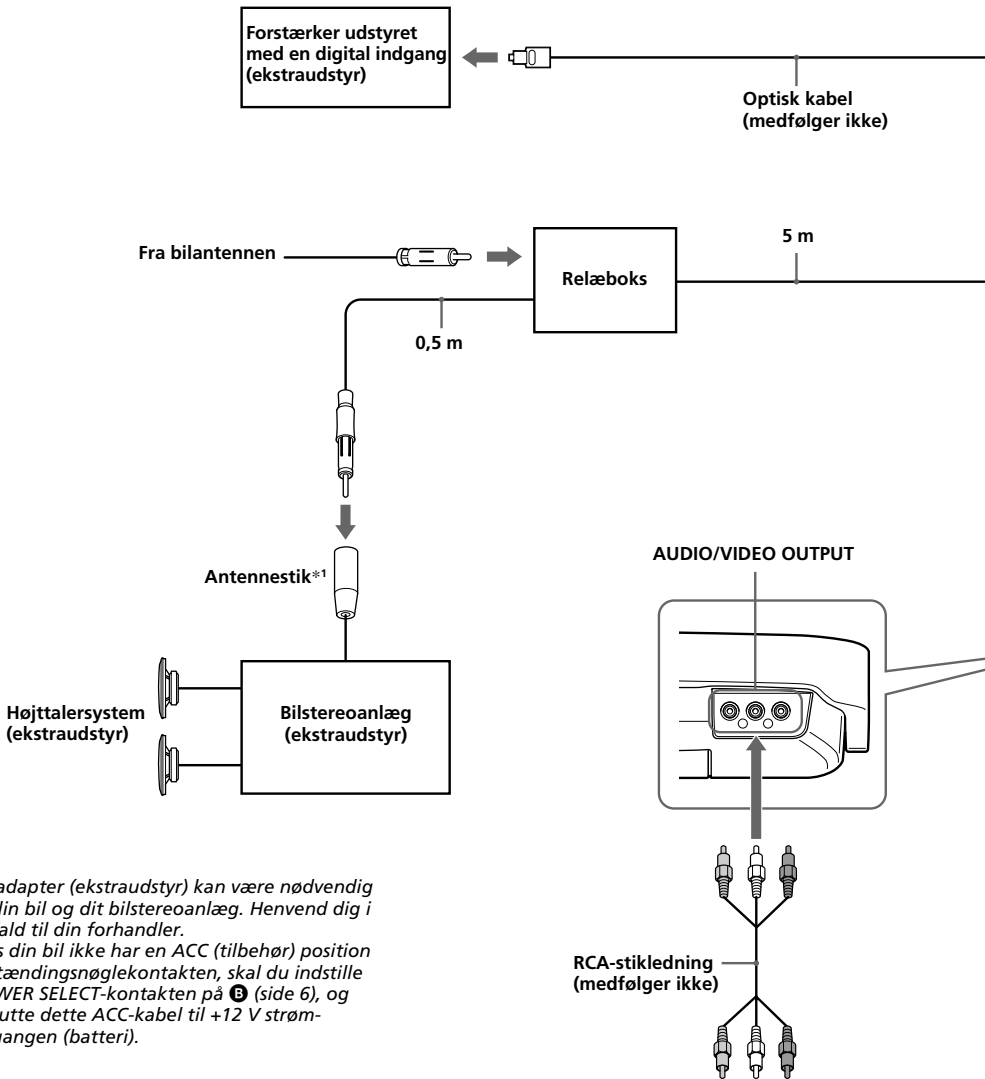 Forstærker udstyret
med en digital indgang
(ekstraudstyr)
Optisk kabel
(medfølger ikke)
Fra bilantennen
Relæboks
5 m
0,5 m
Antennestik*1
AUDIO/VIDEO OUTPUT
Højttalersystem
(ekstraudstyr)
Bilstereoanlæg
(ekstraudstyr)
adapter (ekstraudstyr) kan være nødvendig
din bil og dit bilstereoanlæg. Henvend dig i
ald til din forhandler.
s din bil ikke har en ACC (tilbehør) position
tændingsnøglekontakten, skal du indstille
WER SELECT-kontakten på B (side 6), og
utte dette ACC-kabel til +12 V strøm-
gangen (batteri).
RCA-stikledning
(medfølger ikke)